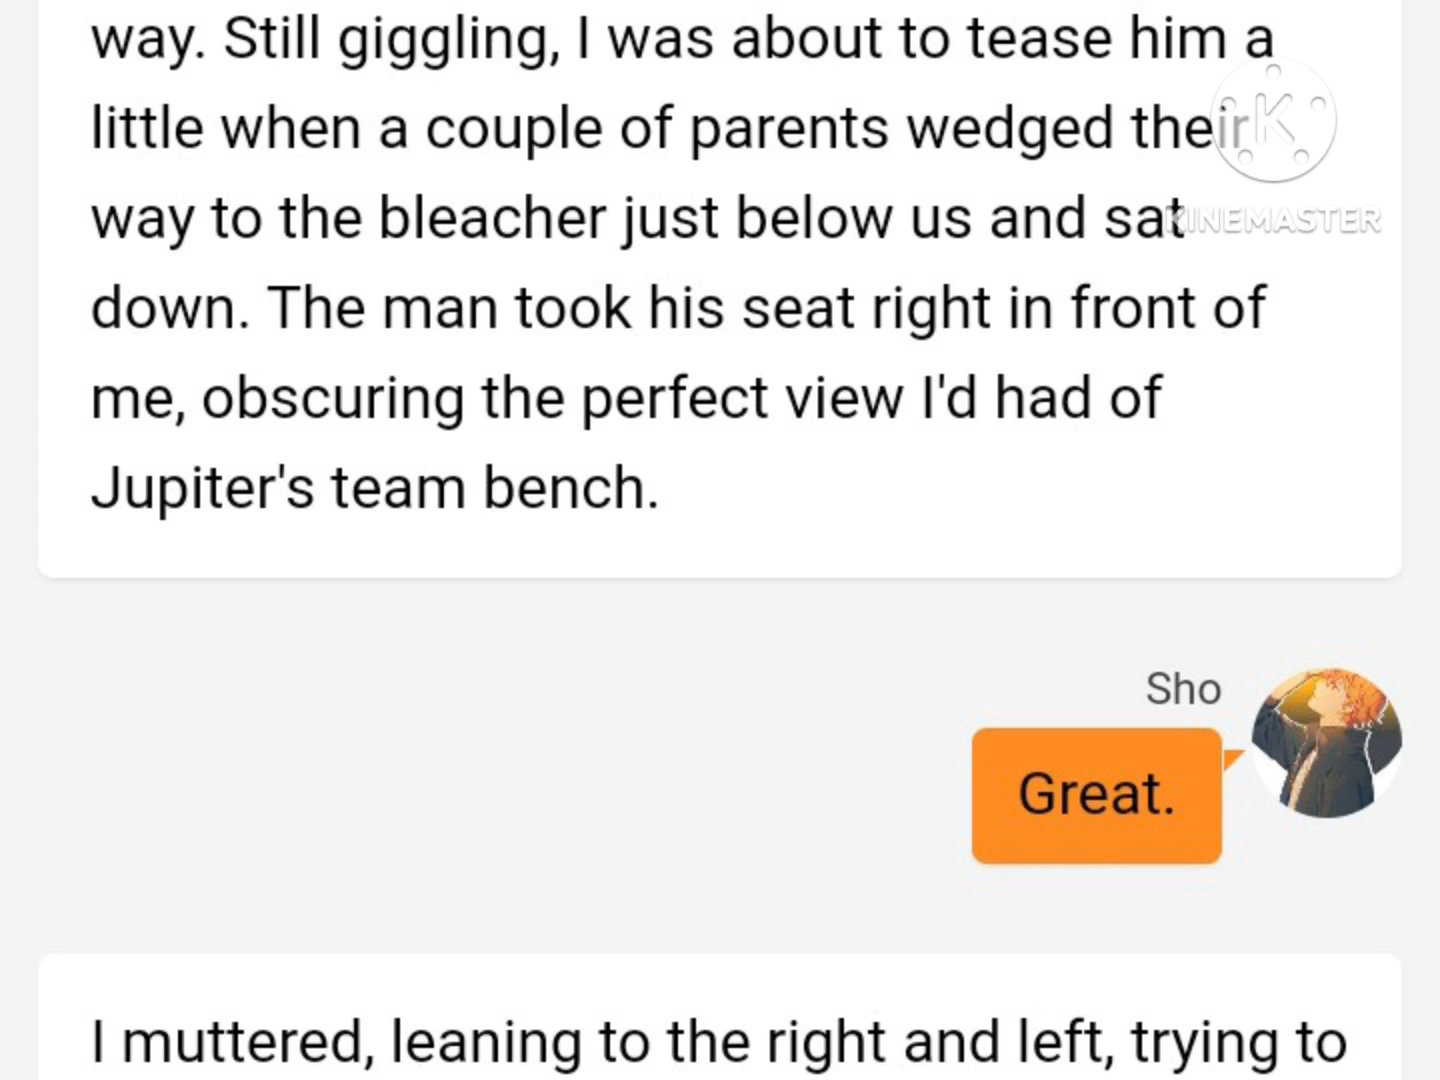 way. Still giggling, I was about to tease him a
little when a couple of parents wedged their
way to the bleacher just below us and sat
KINEMASTER
down. The man took his seat right in front of
me, obscuring the perfect view I'd had of
Jupiter's team bench.
Sho
Great.
I muttered, leaning to the right and left, trying to